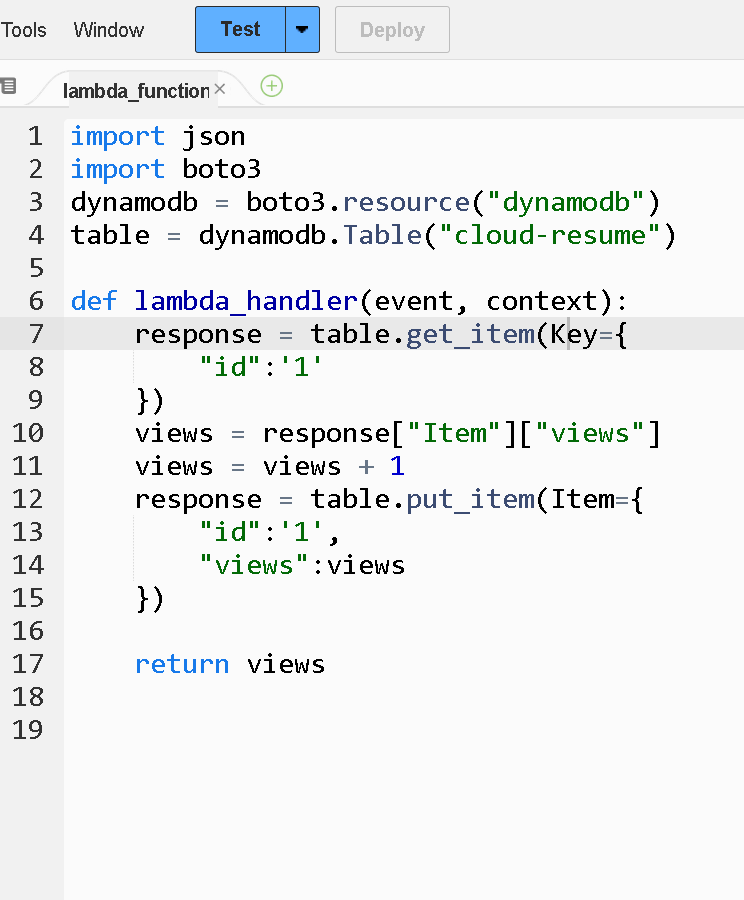 Tools Window Test Deploy
lambda_function
1 import json
2 import boto3
3 dynamodb = boto3.resource("dynamodb")
4 table = dynamodb.Table("cloud-resume")
5
6 def lambda_handler(event, context):
7     response = table.get_item(Key={
8         "id":'1'
9     })
10     views = response["Item"]["views"]
11     views = views + 1
12     response = table.put_item(Item={
13         "id":'1',
14         "views":views
15     })
16
17     return views
18
19